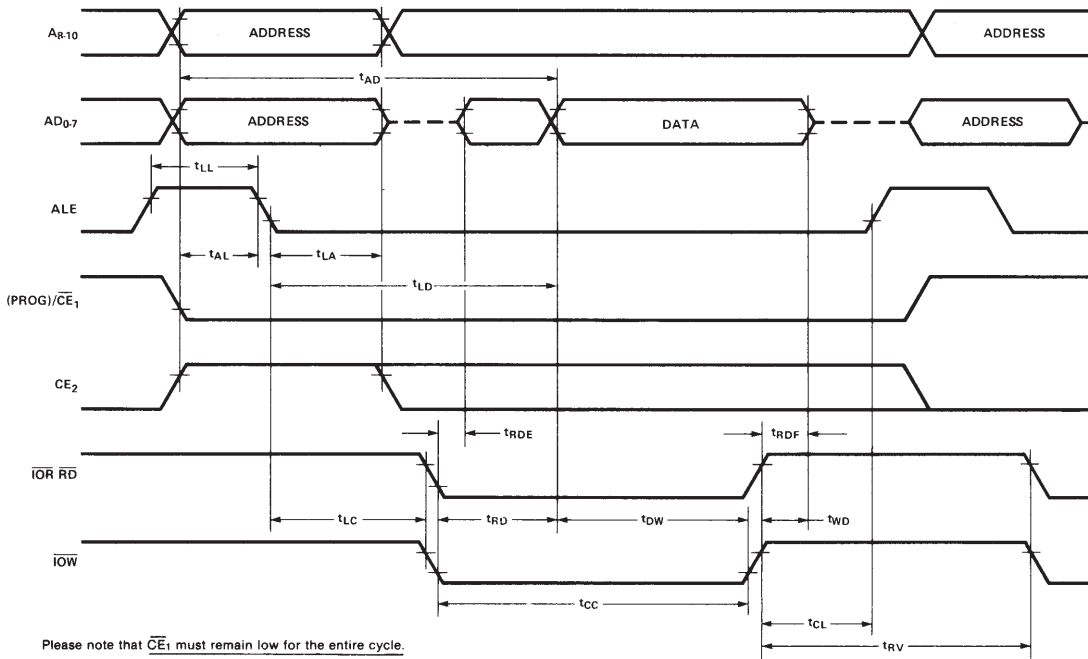 A8-10 ADDRESS ADDRESS
tAD
AD0-7 ADDRESS DATA ADDRESS
tLL
ALE
tAL tLA
tLD
(PROG)/CE1
CE2
tRDE tRDF
IOR RD
tLC tRD tDW tWD
IOW
tCC
tCL
tRV
Please note that CE1 must remain low for the entire cycle.